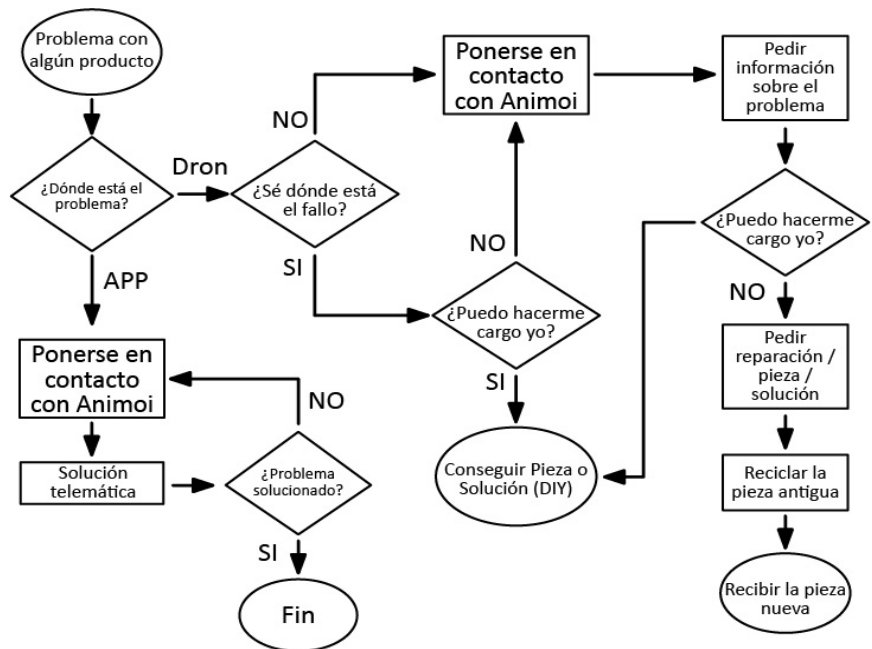 Problema con
algún producto
¿Dónde está el
problema?
Dron
APP
NO
¿Sé dónde está
el fallo?
SI
Ponerse en
contacto
con Animoi
NO
¿Puedo hacerme
cargo yo?
SI
Conseguir Pieza o
Solución (DIY)
Pedir
información
sobre el
problema
¿Puedo hacerme
cargo yo?
NO
Pedir
reparación /
pieza /
solución
Reciclar la
pieza antigua
Recibir la pieza
nueva
Ponerse en
contacto
con Animoi
Solución
telemática
¿Problema
solucionado?
NO
SI
Fin